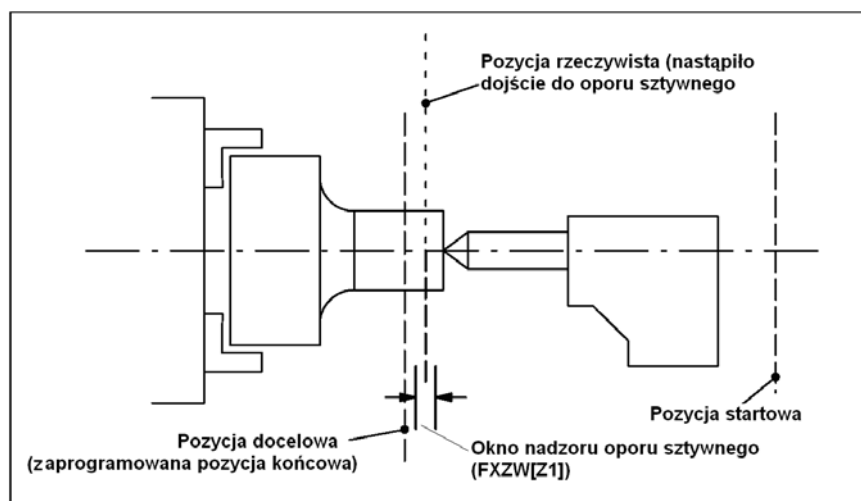 Pozycja rzeczywista (nastąpiło
dojście do oporu sztywnego
Pozycja startowa
Pozycja docelowa
(zaprogramowana pozycja końcowa)
Okno nadzoru oporu sztywnego
(FXZW[Z1])